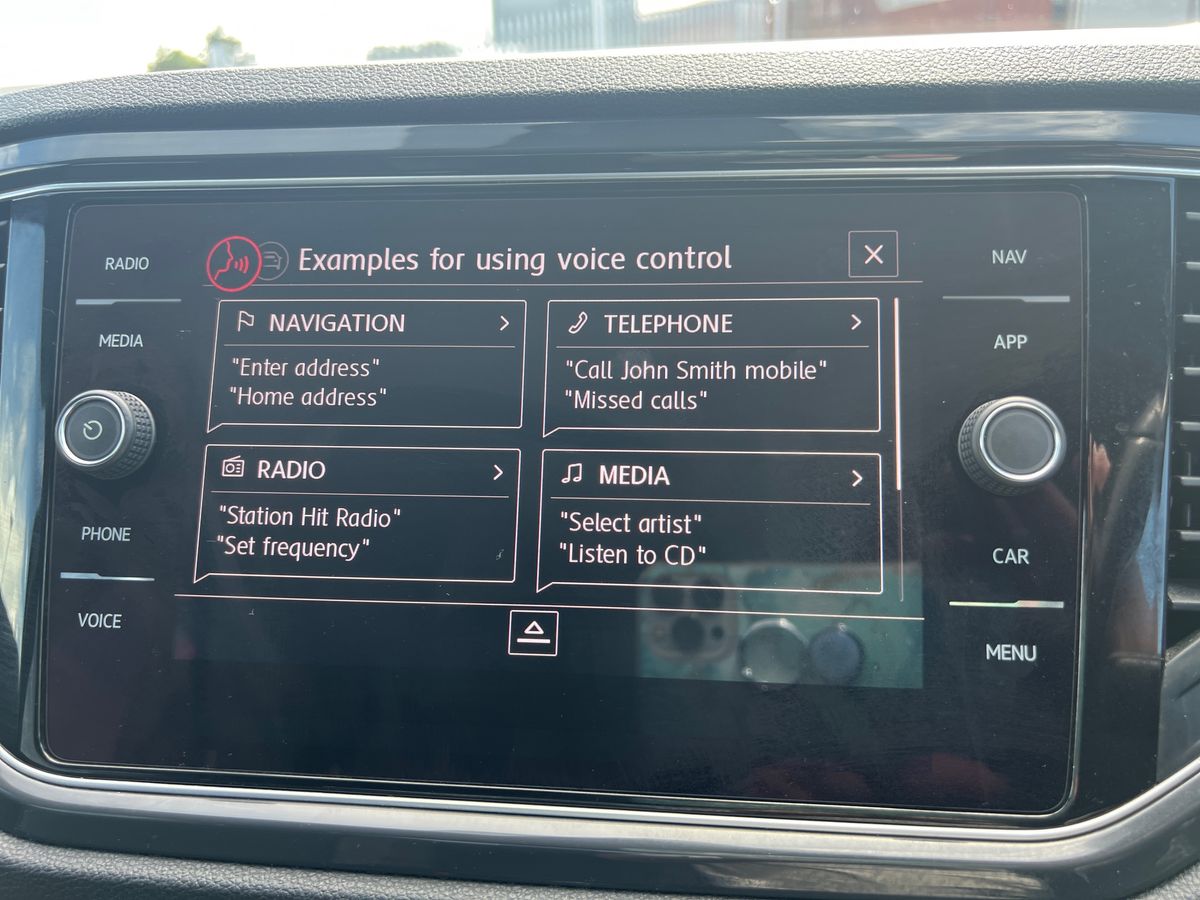 RADIO
MEDIA
PHONE
VOICE
Examples for using voice control
NAVIGATION
"Enter address"
"Home address"
TELEPHONE
"Call John Smith mobile"
"Missed calls"
RADIO
"Station Hit Radio"
"Set frequency"
MEDIA
"Select artist"
"Listen to CD"
NAV
APP
CAR
MENU